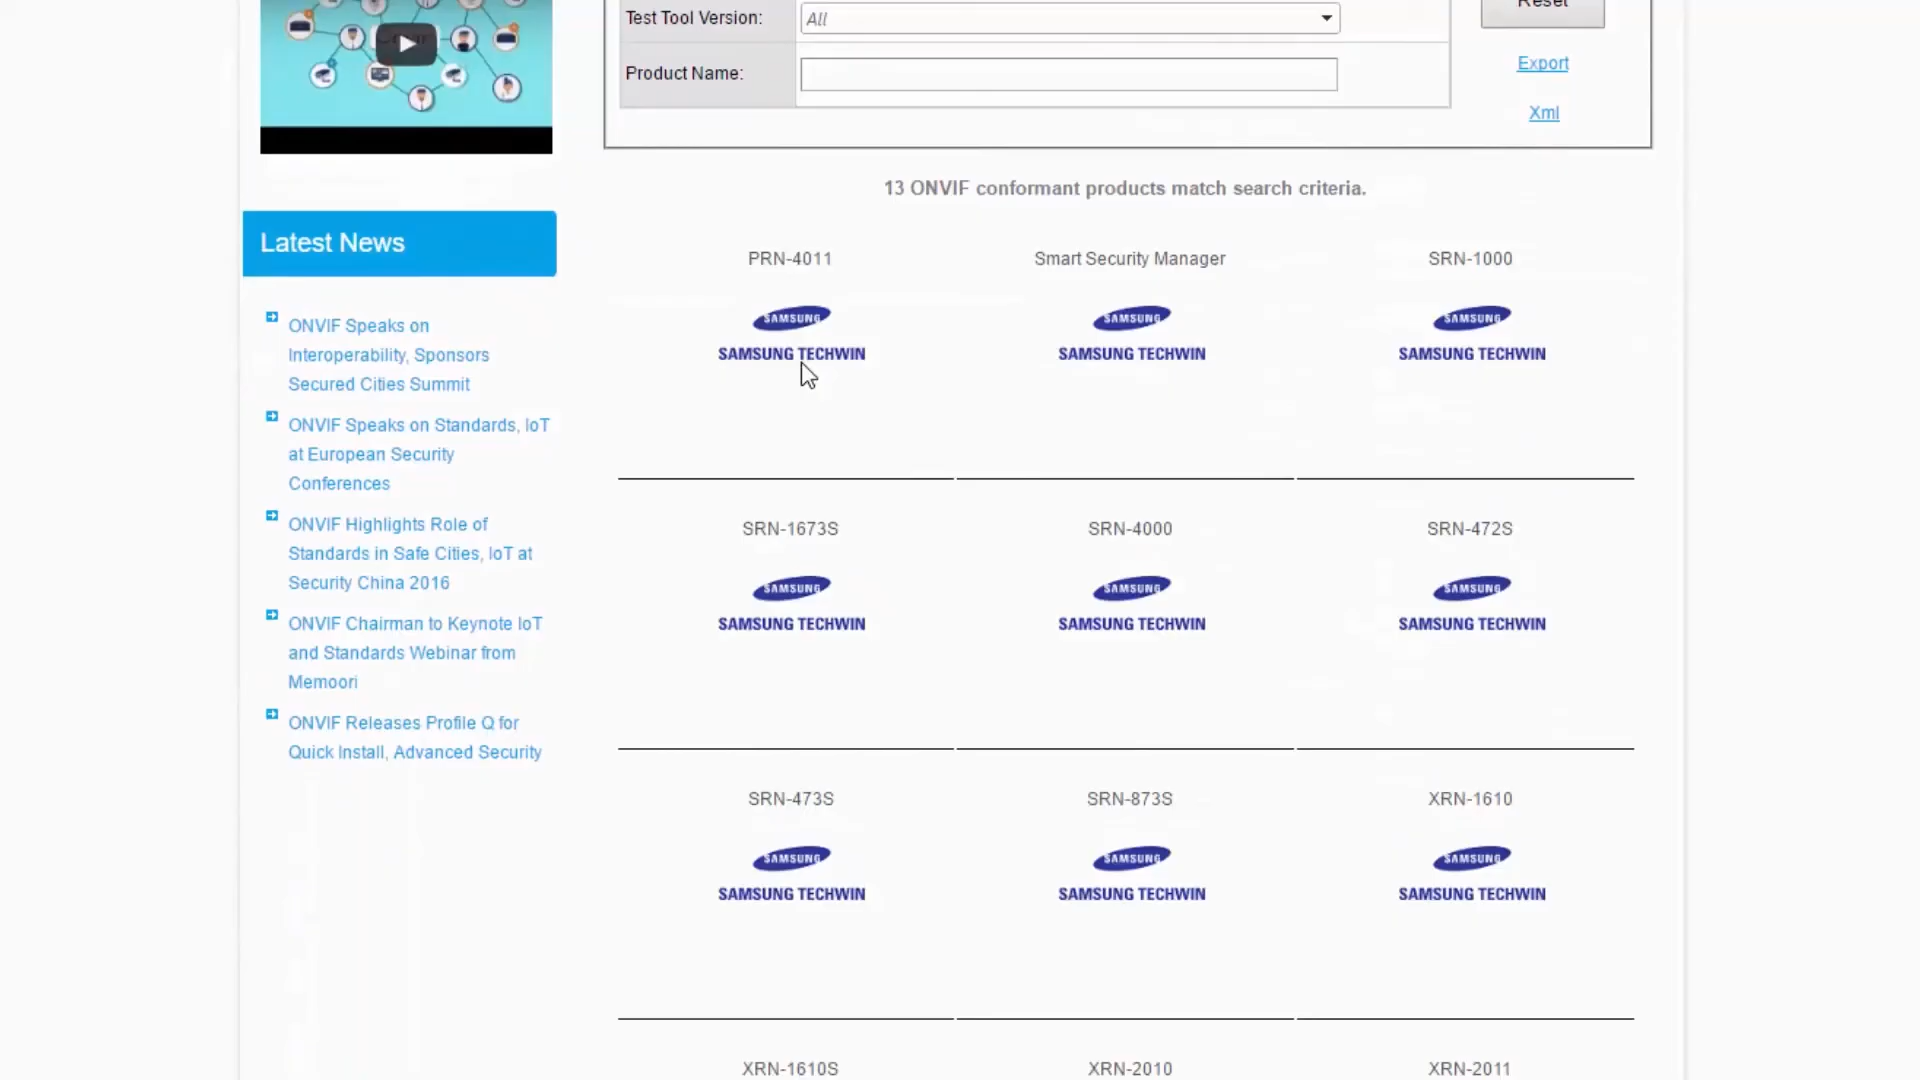 Test Tool Version:
All
Reset
Product Name:
Export
Xml
13 ONVIF conformant products match search criteria.
Latest News
ONVIF Speaks on
Interoperability, Sponsors
Secured Cities Summit
ONVIF Speaks on Standards, IoT
at European Security
Conferences
ONVIF Highlights Role of
Standards in Safe Cities, IoT at
Security China 2016
ONVIF Chairman to Keynote IoT
and Standards Webinar from
Memoori
ONVIF Releases Profile Q for
Quick Install, Advanced Security
PRN-4011
SAMSUNG
SAMSUNG TECHWIN
Smart Security Manager
SAMSUNG
SAMSUNG TECHWIN
SRN-1000
SAMSUNG
SAMSUNG TECHWIN
SRN-1673S
SAMSUNG
SAMSUNG TECHWIN
SRN-4000
SAMSUNG
SAMSUNG TECHWIN
SRN-472S
SAMSUNG
SAMSUNG TECHWIN
SRN-473S
SAMSUNG
SAMSUNG TECHWIN
SRN-873S
SAMSUNG
SAMSUNG TECHWIN
XRN-1610
SAMSUNG
SAMSUNG TECHWIN
XRN-1610S
XRN-2010
XRN-2011